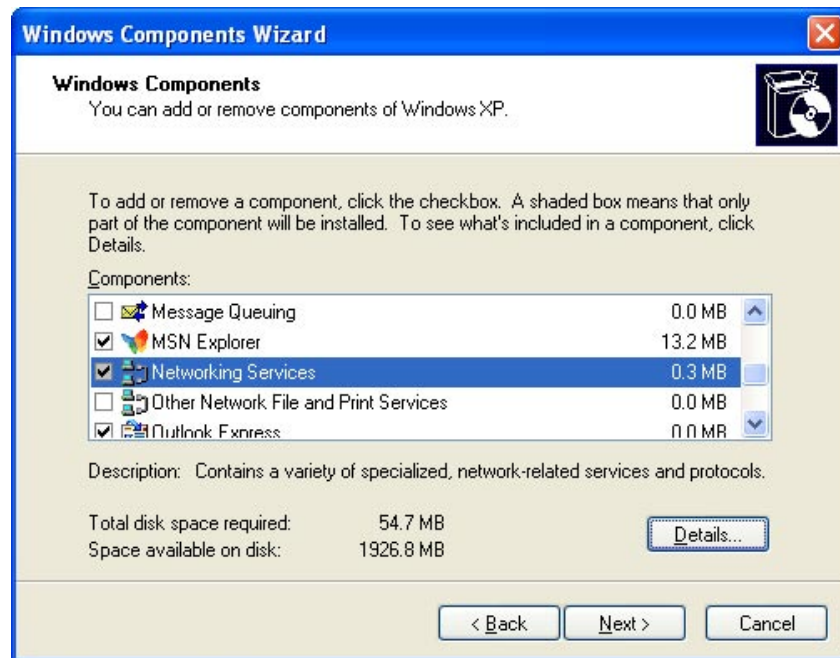 Windows Components Wizard
Windows Components
You can add or remove components of Windows XP.
To add or remove a component, click the checkbox. A shaded box means that only
part of the component will be installed. To see what's included in a component, click
Details.
Components:
Message Queuing 0.0 MB
MSN Explorer 13.2 MB
Networking Services 0.3 MB
Other Network File and Print Services 0.0 MB
Outlook Express 0.0 MB
Description: Contains a variety of specialized, network-related services and protocols.
Total disk space required: 54.7 MB
Space available on disk: 1926.8 MB
Details...
< Back Next > Cancel